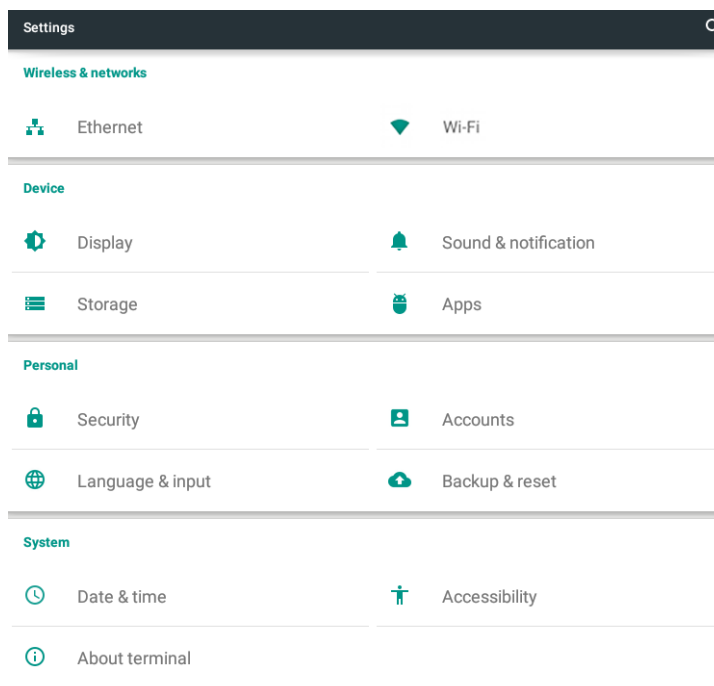 Settings
Wireless & networks
Ethernet
Wi-Fi
Device
Display
Sound & notification
Storage
Apps
Personal
Security
Accounts
Language & input
Backup & reset
System
Date & time
Accessibility
About terminal